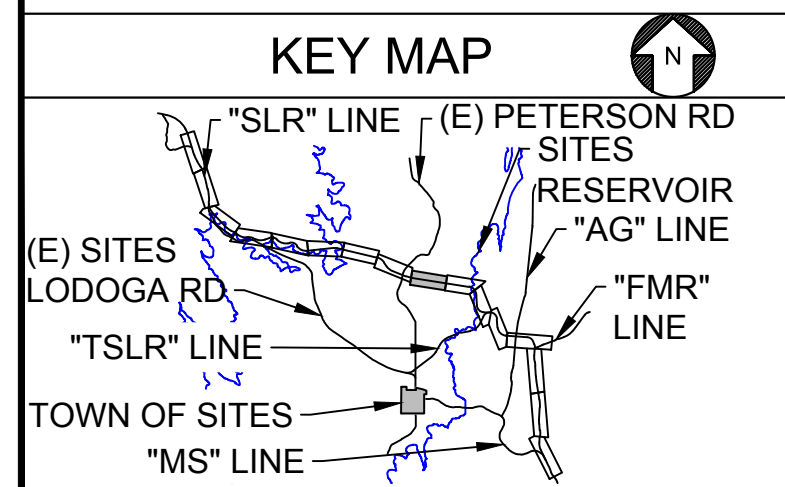 KEY MAP
N
"SLR" LINE
(E) PETERSON RD
SITES
RESERVOIR
"AG" LINE
(E) SITES
LODOGA RD
"FMR"
LINE
"TSLR" LINE
TOWN OF SITES
"MS" LINE